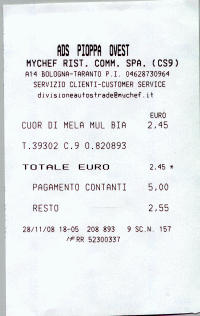 ADS PIOPPA OVEST
MYCHEF RIST. COMM. SPA. (CS9)
A14 BOLOGNA-TARANTO P.I. 04628730964
SERVIZIO CLIENTI-CUSTOMER SERVICE
divisioneautostrade@mychef.it
EURO
CUOR DI MELA MUL BIA 2,45
T.39302 C.9 O.820893
TOTALE EURO 2.45 *
PAGAMENTO CONTANTI 5,00
RESTO 2,55
28/11/08 18-05 208 893 9 SC.N. 157
MF RR 52300337